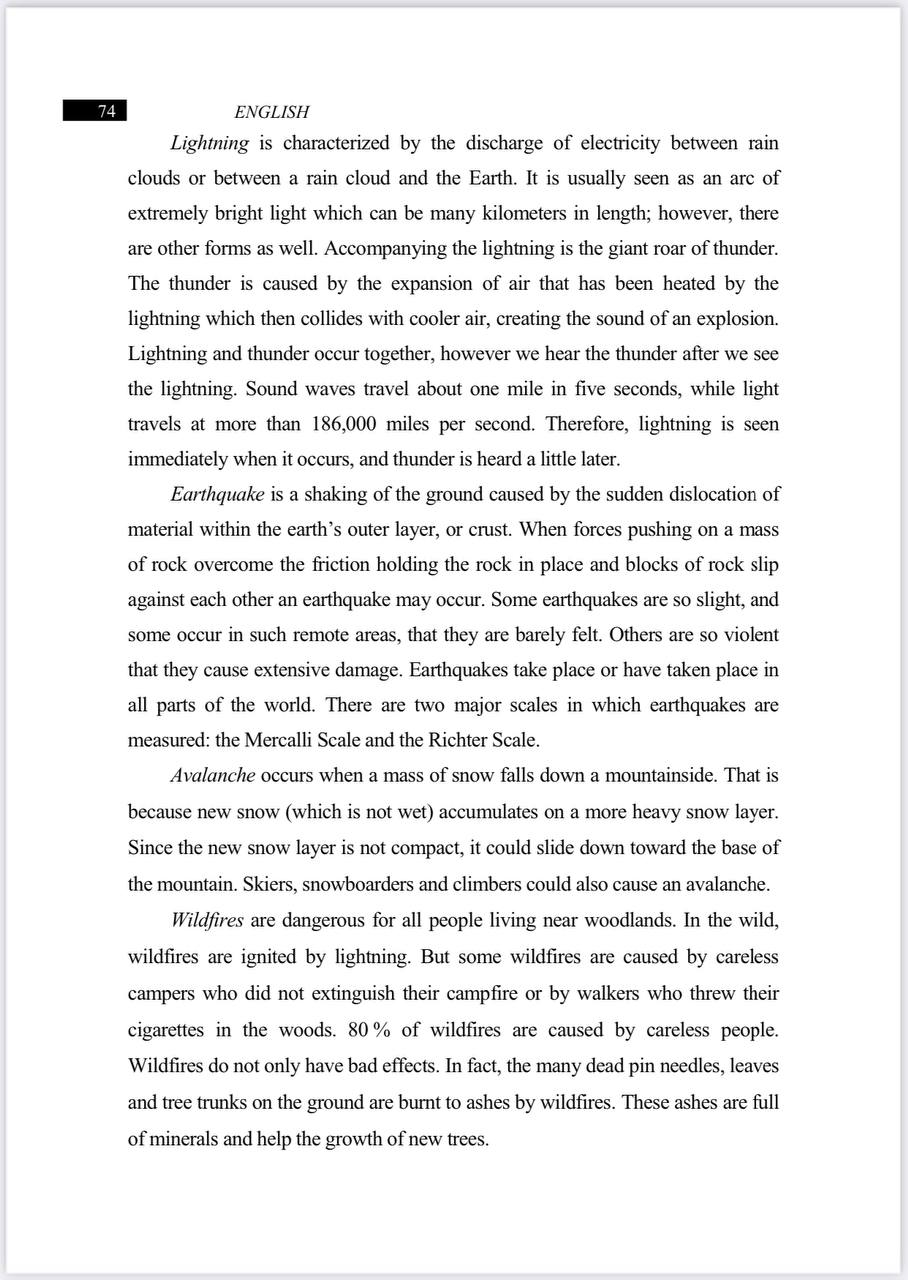 74 ENGLISH
Lightning is characterized by the discharge of electricity between rain
clouds or between a rain cloud and the Earth. It is usually seen as an arc of
extremely bright light which can be many kilometers in length; however, there
are other forms as well. Accompanying the lightning is the giant roar of thunder.
The thunder is caused by the expansion of air that has been heated by the
lightning which then collides with cooler air, creating the sound of an explosion.
Lightning and thunder occur together, however we hear the thunder after we see
the lightning. Sound waves travel about one mile in five seconds, while light
travels at more than 186,000 miles per second. Therefore, lightning is seen
immediately when it occurs, and thunder is heard a little later.
Earthquake is a shaking of the ground caused by the sudden dislocation of
material within the earth’s outer layer, or crust. When forces pushing on a mass
of rock overcome the friction holding the rock in place and blocks of rock slip
against each other an earthquake may occur. Some earthquakes are so slight, and
some occur in such remote areas, that they are barely felt. Others are so violent
that they cause extensive damage. Earthquakes take place or have taken place in
all parts of the world. There are two major scales in which earthquakes are
measured: the Mercalli Scale and the Richter Scale.
Avalanche occurs when a mass of snow falls down a mountainside. That is
because new snow (which is not wet) accumulates on a more heavy snow layer.
Since the new snow layer is not compact, it could slide down toward the base of
the mountain. Skiers, snowboarders and climbers could also cause an avalanche.
Wildfires are dangerous for all people living near woodlands. In the wild,
wildfires are ignited by lightning. But some wildfires are caused by careless
campers who did not extinguish their campfire or by walkers who threw their
cigarettes in the woods. 80 % of wildfires are caused by careless people.
Wildfires do not only have bad effects. In fact, the many dead pin needles, leaves
and tree trunks on the ground are burnt to ashes by wildfires. These ashes are full
of minerals and help the growth of new trees.